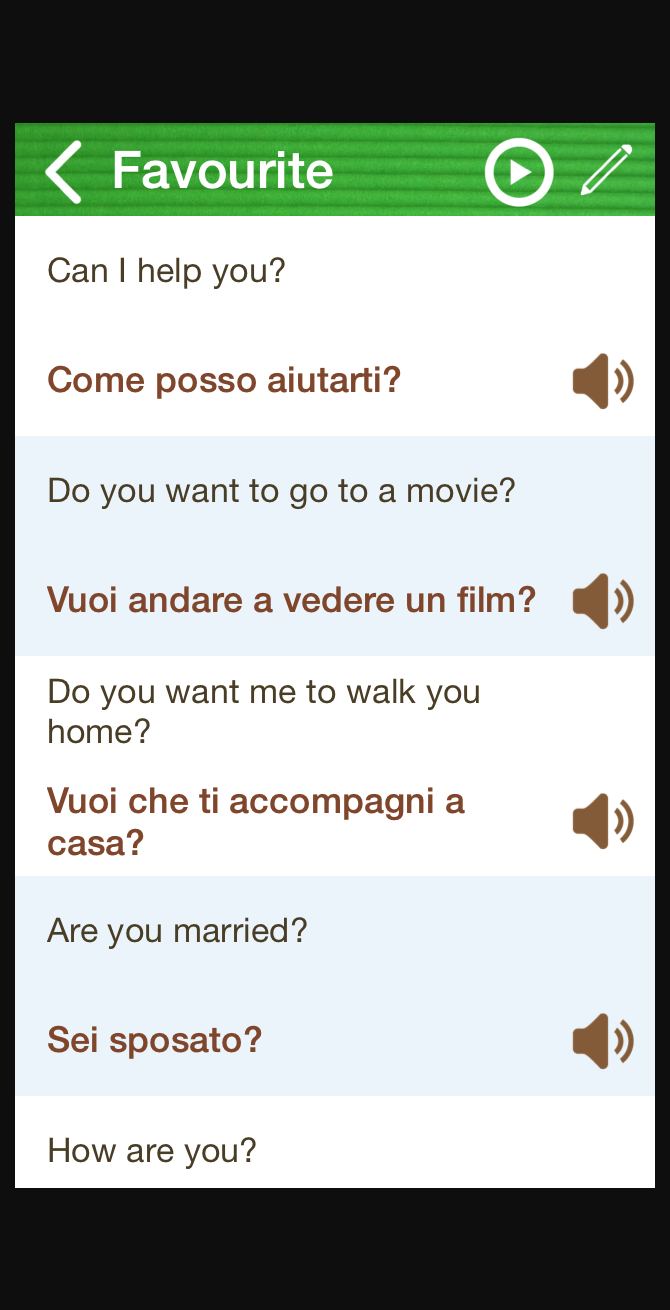 Favourite
Can I help you?
Come posso aiutarti?
Do you want to go to a movie?
Vuoi andare a vedere un film?
Do you want me to walk you
home?
Vuoi che ti accompagni a
casa?
Are you married?
Sei sposato?
How are you?